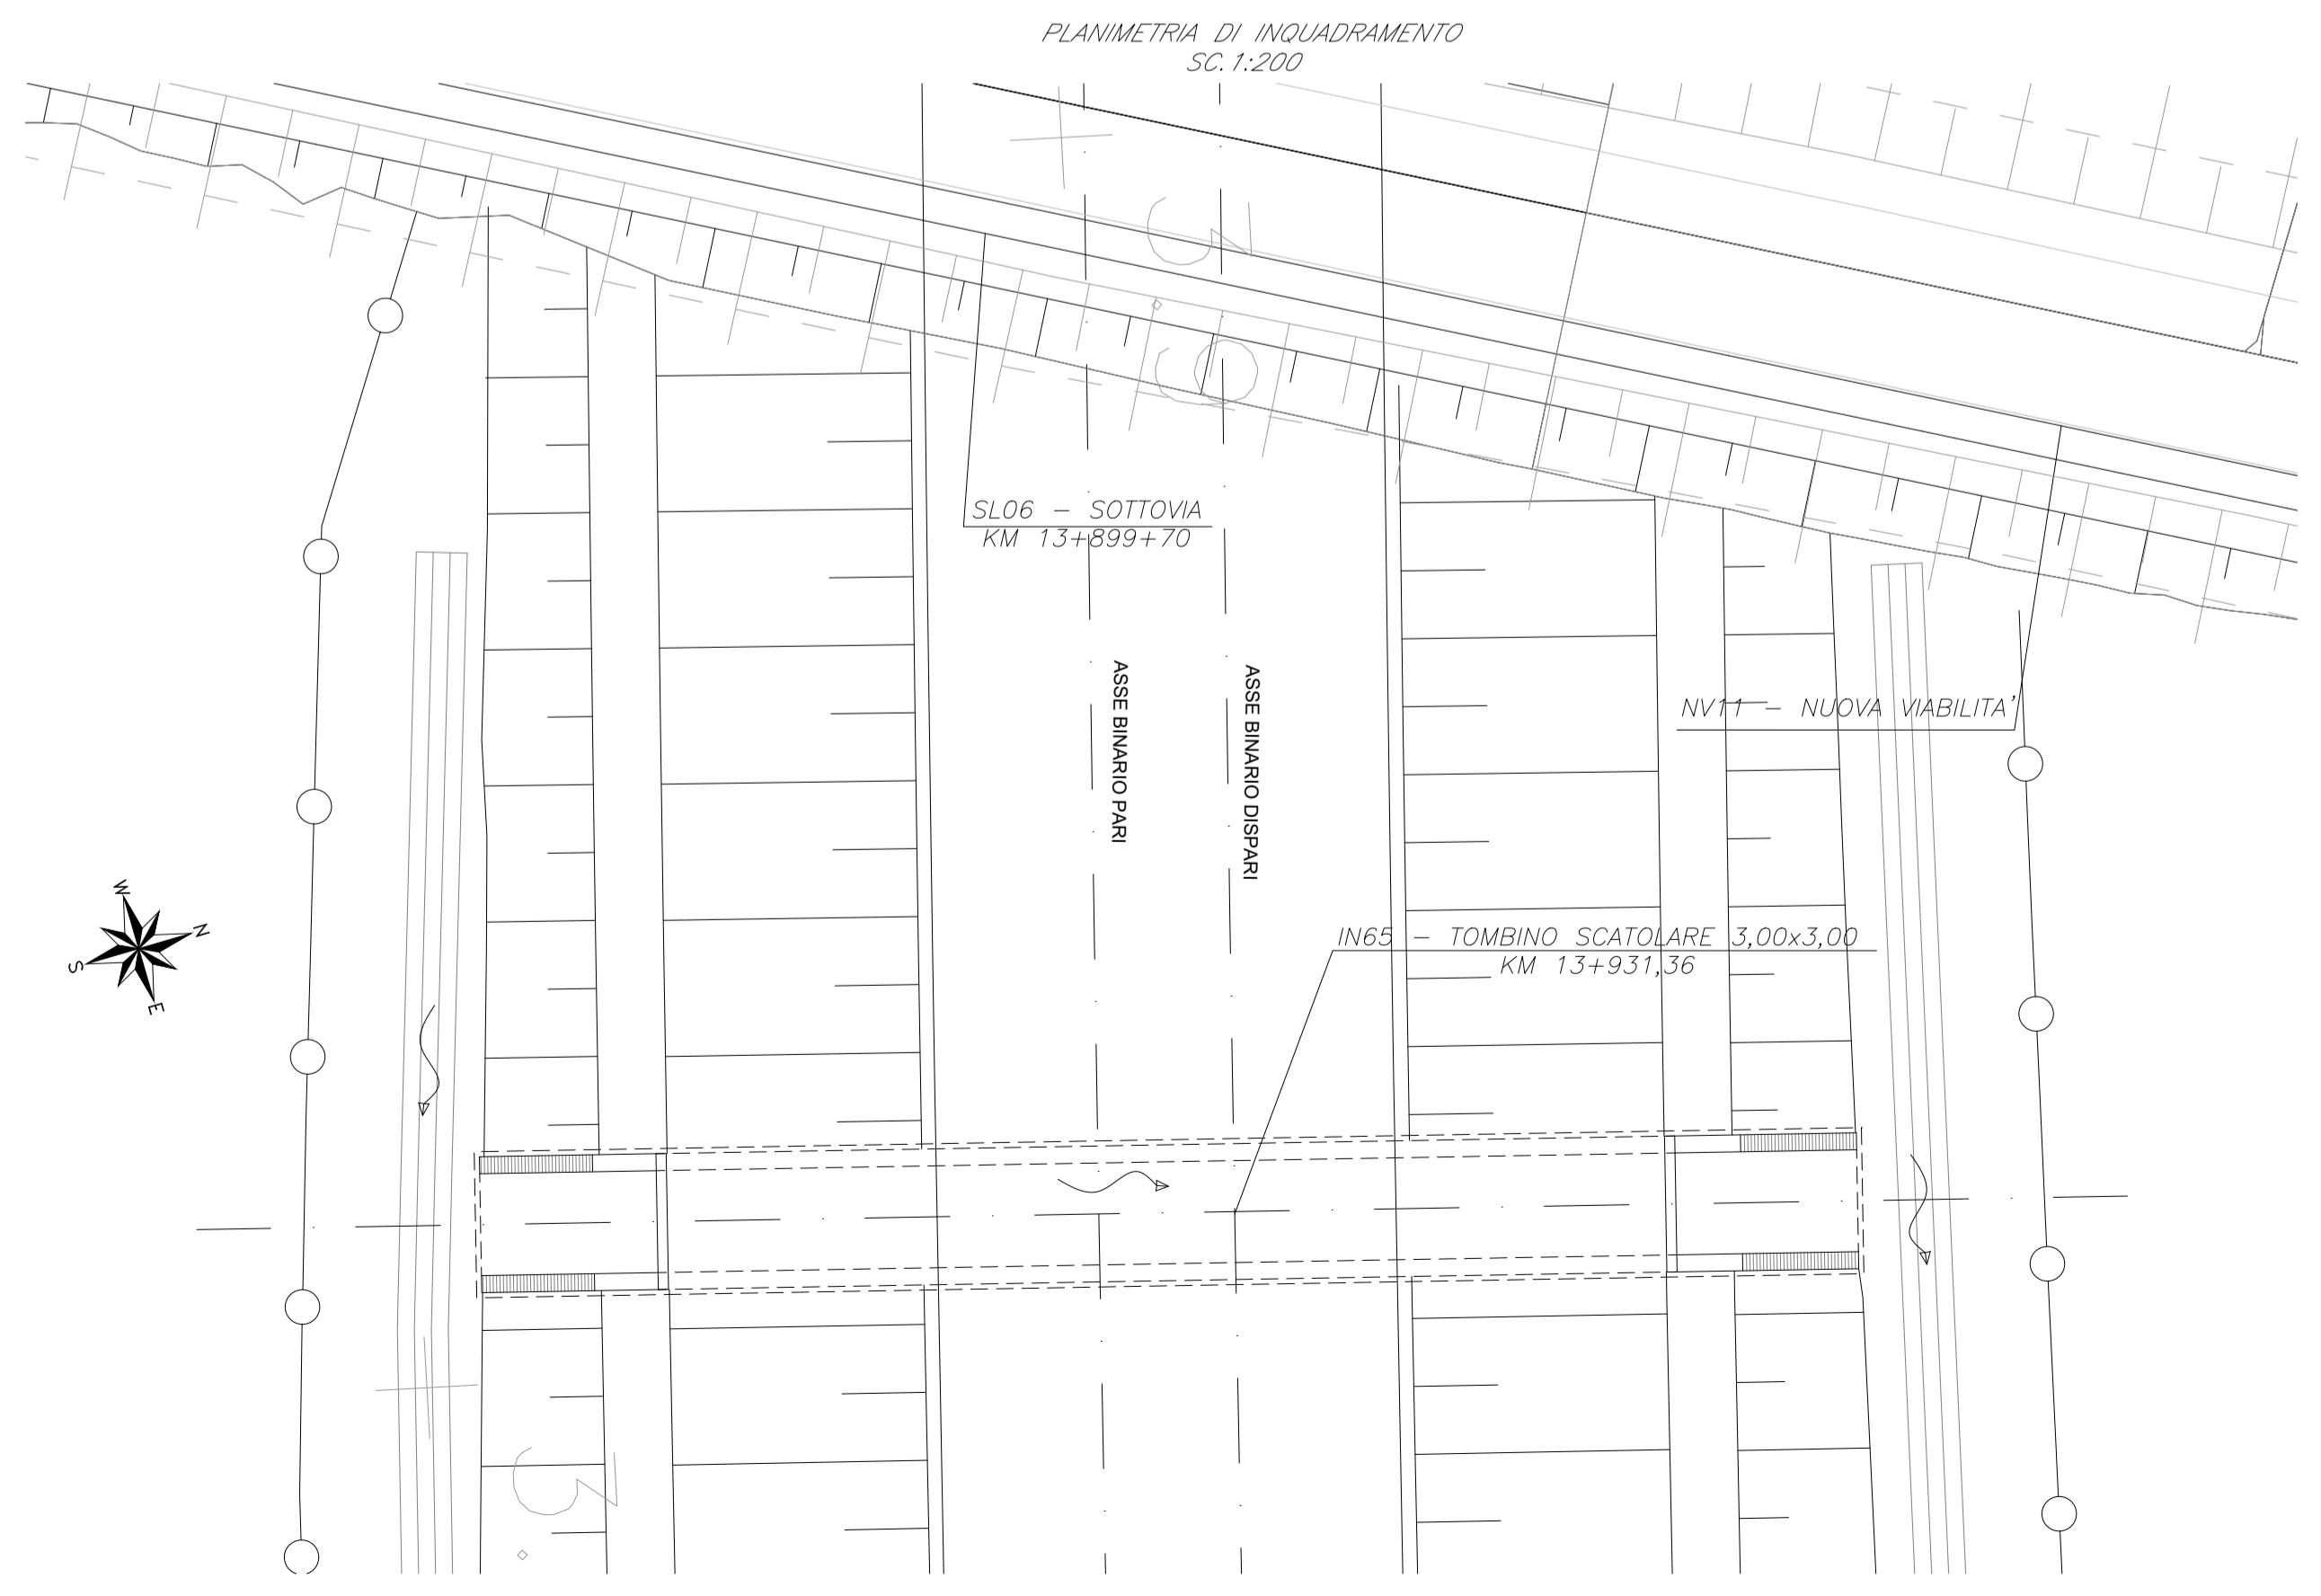 PLANIMETRIA DI INQUADRAMENTO
SC. 1:200
SL06 - SOTTOVIA
KM 13+899+70
ASSE BINARIO PARI
ASSE BINARIO DISPARI
NV11 - NUOVA VIABILITA'
IN65 - TOMBINO SCATOLARE 3,00x3,00
KM 13+931,36
W
N
S
E